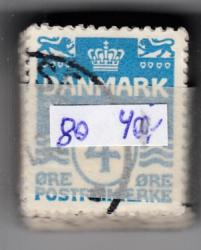 DANMARK
80 40,-
4
ØRE ØRE
POSTFRIMÆRKE